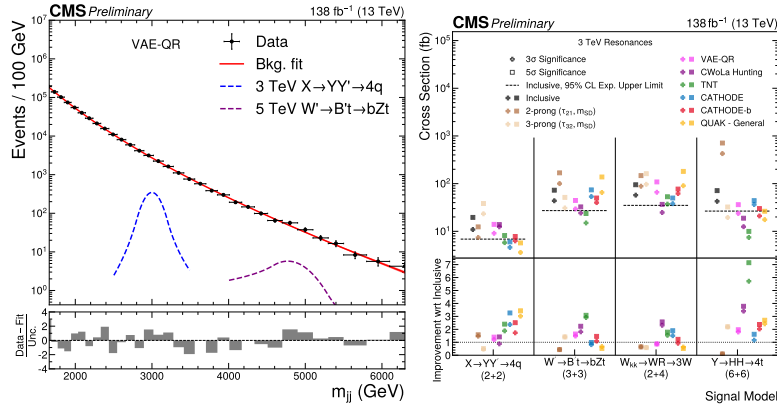 CMS Preliminary 138 fb⁻¹ (13 TeV)
VAE-QR
Data
Bkg. fit
3 TeV X→YY'→4q
5 TeV W'→B't→bZt
Events / 100 GeV
10⁷
10⁶
10⁵
10⁴
10³
10²
10¹
10⁰
Data−Fit
Unc.
4
2
0
−2
−4
2000 3000 4000 5000 6000
m_jj (GeV)
CMS Preliminary 138 fb⁻¹ (13 TeV)
3 TeV Resonances
3σ Significance
5σ Significance
Inclusive, 95% CL Exp. Upper Limit
Inclusive
2-prong (τ₂₁, m_SD)
3-prong (τ₃₂, m_SD)
VAE-QR
CWoLa Hunting
TNT
CATHODE
CATHODE-b
QUAK - General
Cross Section (fb)
10⁵
10⁴
10³
10²
10¹
Improvement wrt Inclusive
7
6
5
4
3
2
1
0
X→YY'→4q W'→B't→bZt W_kk→WR→3W Y→HH→4t
(2+2) (3+3) (2+4) (6+6)
Signal Model